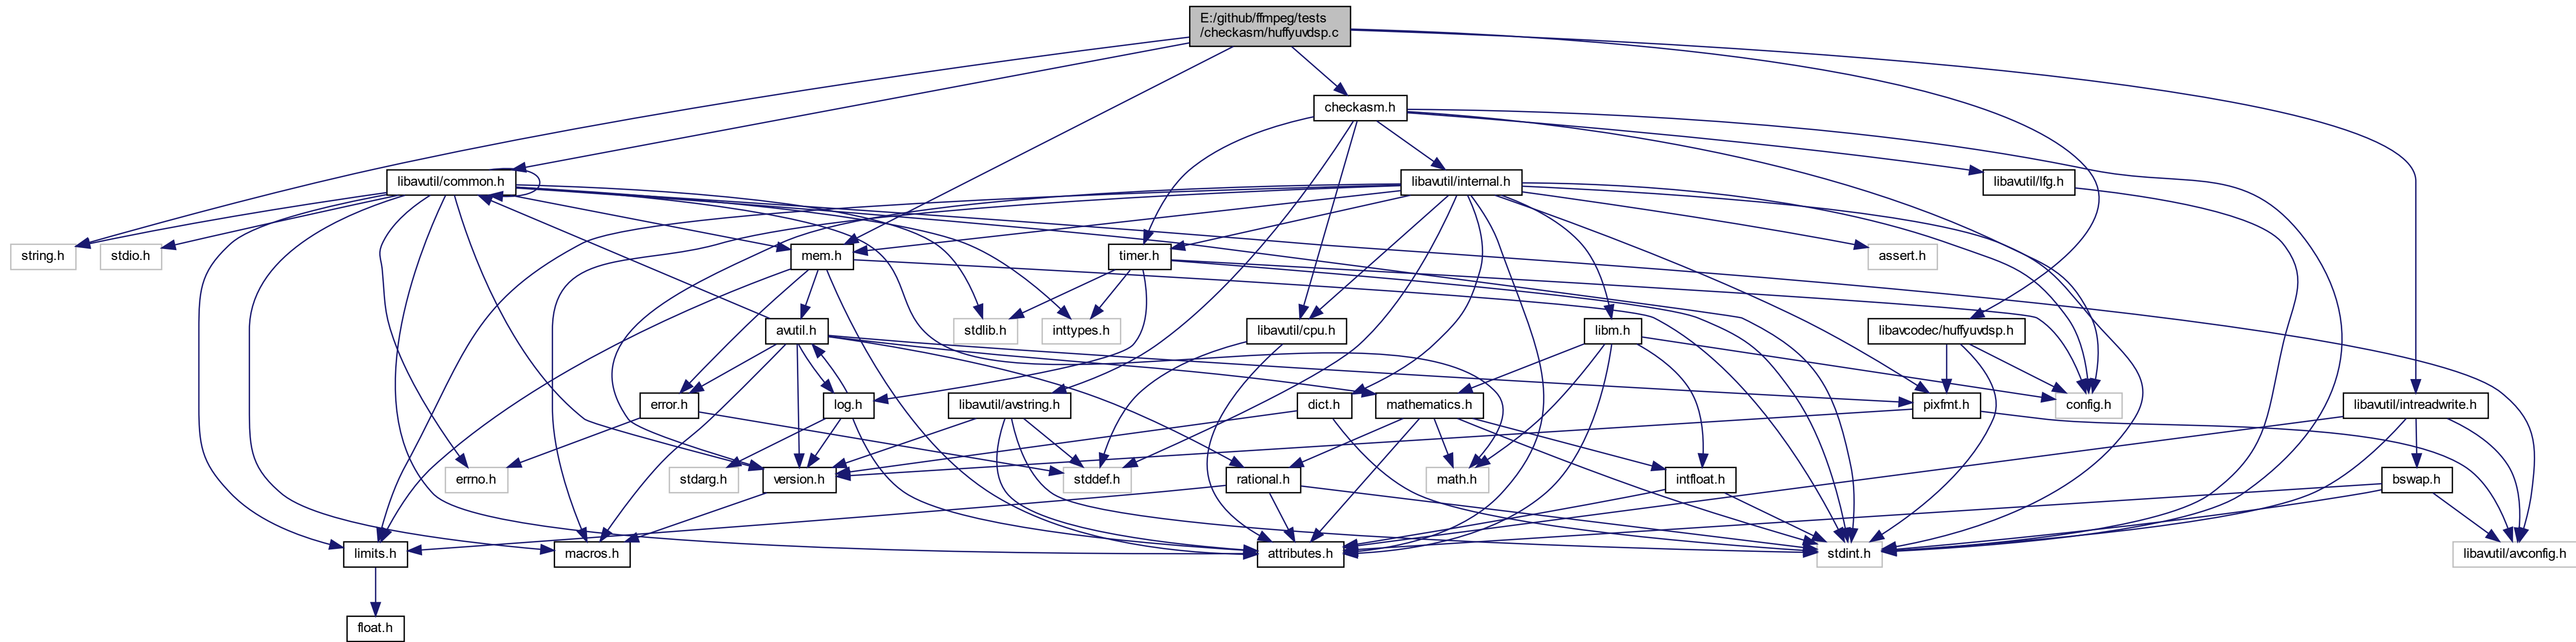 E:/github/ffmpeg/tests
/checkasm/huffyuvdsp.c
checkasm.h
libavutil/common.h
libavutil/internal.h
libavutil/lfg.h
string.h
stdio.h
mem.h
timer.h
assert.h
stdlib.h
inttypes.h
avutil.h
libavutil/cpu.h
libm.h
libavcodec/huffyuvdsp.h
error.h
log.h
libavutil/avstring.h
dict.h
mathematics.h
pixfmt.h
config.h
libavutil/intreadwrite.h
errno.h
stdarg.h
version.h
stddef.h
rational.h
math.h
intfloat.h
bswap.h
limits.h
macros.h
attributes.h
stdint.h
libavutil/avconfig.h
float.h